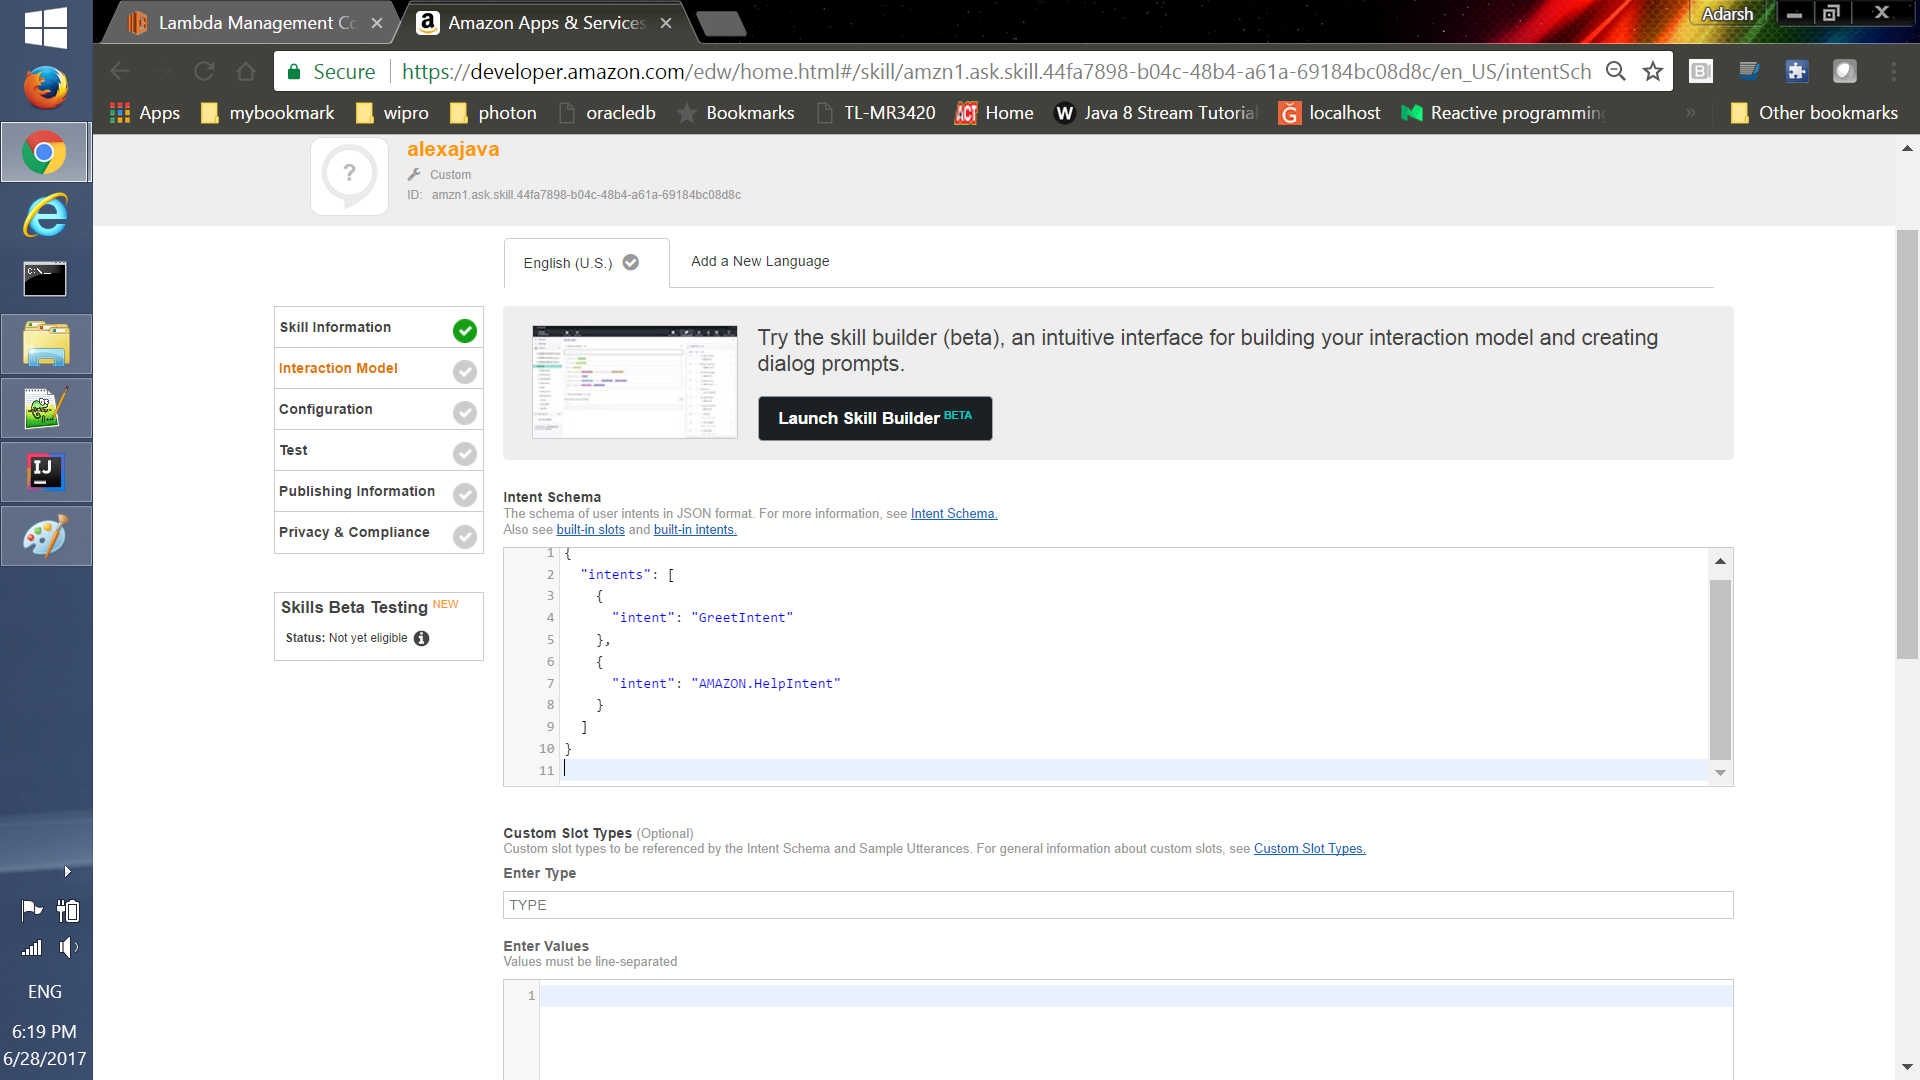 Lambda Management Co
Amazon Apps & Services
Adarsh
Secure
https://developer.amazon.com/edw/home.html#/skill/amzn1.ask.skill.44fa7898-b04c-48b4-a61a-69184bc08d8c/en_US/intentSch
Apps
mybookmark
wipro
photon
oracledb
Bookmarks
TL-MR3420
ACT
Home
W
Java 8 Stream Tutorial
localhost
Reactive programming
»
Other bookmarks
alexajava
Custom
ID: amzn1.ask.skill.44fa7898-b04c-48b4-a61a-69184bc08d8c
English (U.S.)
Add a New Language
Skill Information
Interaction Model
Configuration
Test
Publishing Information
Privacy & Compliance
Skills Beta Testing NEW
Status: Not yet eligible
Try the skill builder (beta), an intuitive interface for building your interaction model and creating
dialog prompts.
Launch Skill Builder BETA
Intent Schema
The schema of user intents in JSON format. For more information, see Intent Schema.
Also see built-in slots and built-in intents.
1 {
2 "intents": [
3 {
4 "intent": "GreetIntent"
5 },
6 {
7 "intent": "AMAZON.HelpIntent"
8 }
9 ]
10 }
11
Custom Slot Types (Optional)
Custom slot types to be referenced by the Intent Schema and Sample Utterances. For general information about custom slots, see Custom Slot Types.
Enter Type
TYPE
Enter Values
Values must be line-separated
1
ENG
6:19 PM
6/28/2017